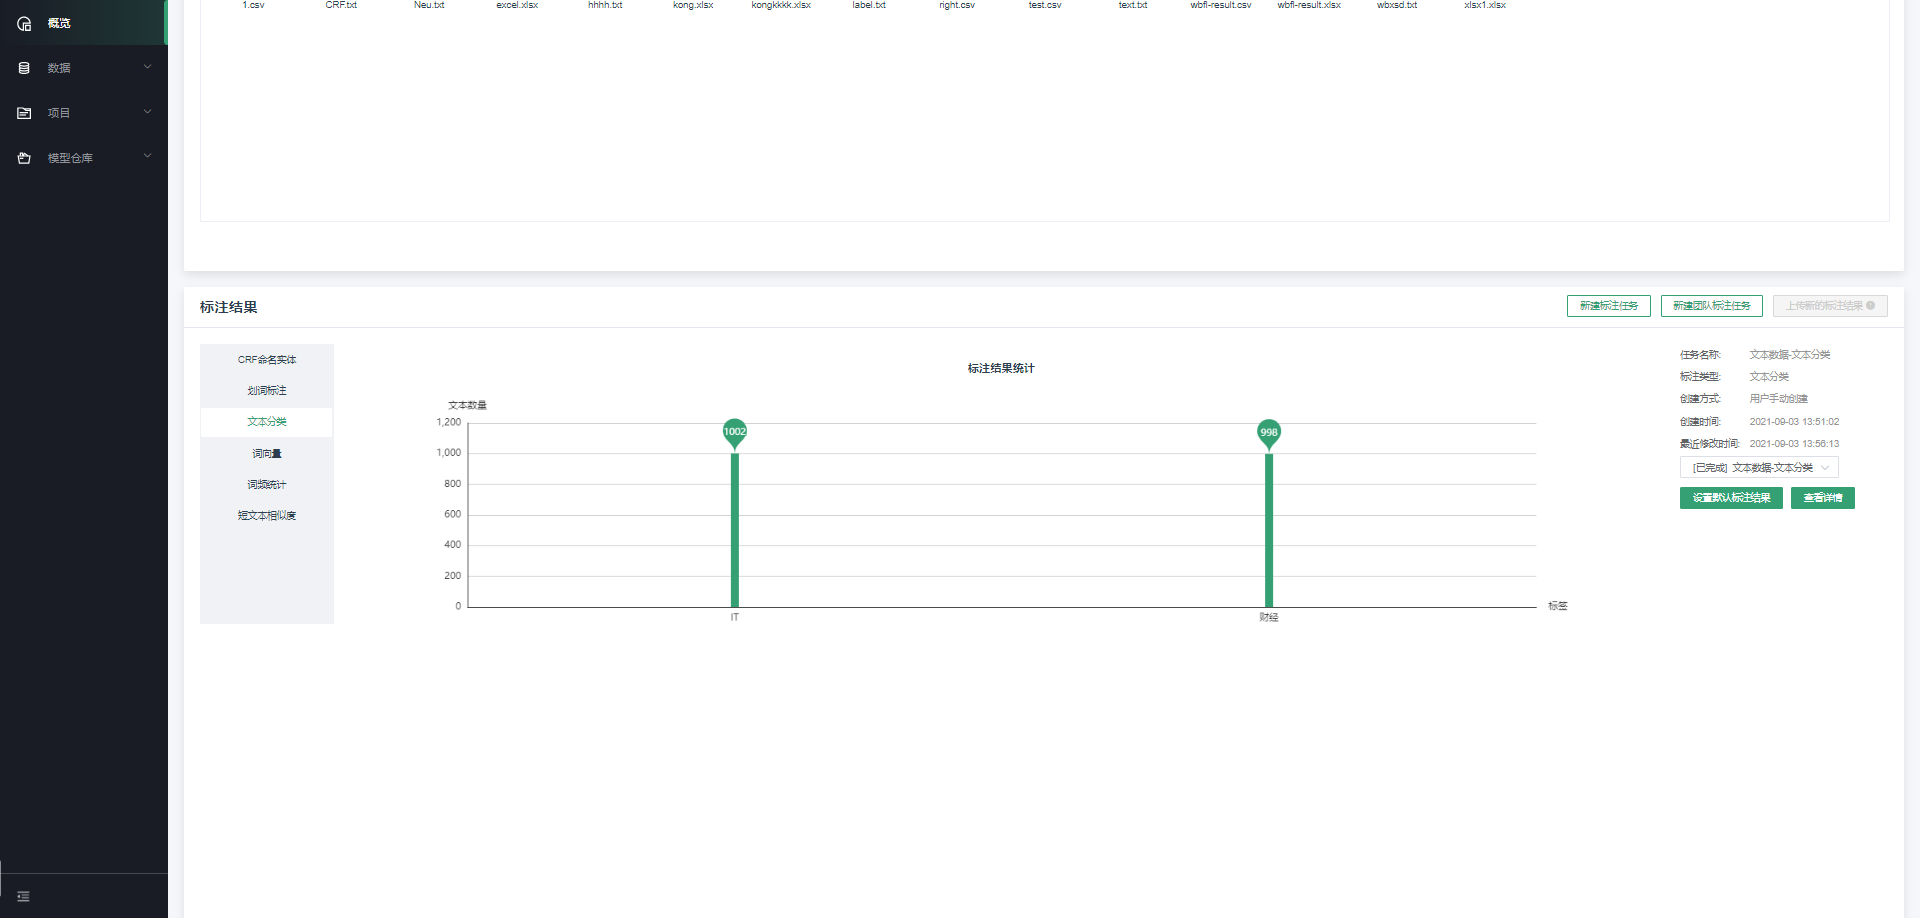 概览
数据
项目
模型仓库
1.csv CRF.txt Neu.txt excel.xlsx hhhh.txt kong.xlsx kongkkkk.xlsx label.txt right.csv test.csv text.txt wbfl-result.csv wbfl-result.xlsx wbxsd.txt xlsx1.xlsx
标注结果
新建标注任务 新建团队标注任务 上传新的标注结果
CRF命名实体
划词标注
文本分类
词向量
词频统计
短文本相似度
标注结果统计
文本数量
1,200
1,000
800
600
400
200
0
1002
998
IT 财经
标签
任务名称: 文本数据-文本分类
标注类型: 文本分类
创建方式: 用户手动创建
创建时间: 2021-09-03 13:51:02
最近修改时间: 2021-09-03 13:56:13
[已完成] 文本数据-文本分类
设置默认标注结果 查看详情